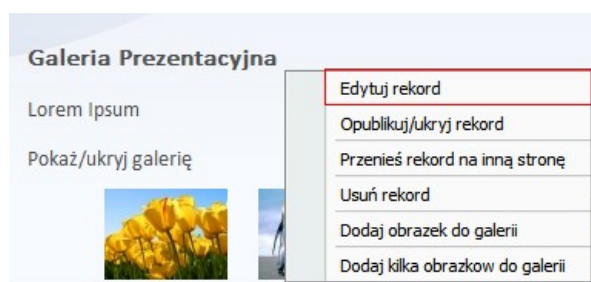 Galeria Prezentacyjna
Lorem Ipsum
Pokaż/ukryj galerię
Edytuj rekord
Opublikuj/ukryj rekord
Przenieś rekord na inną stronę
Usuń rekord
Dodaj obrazek do galerii
Dodaj kilka obrazkow do galerii